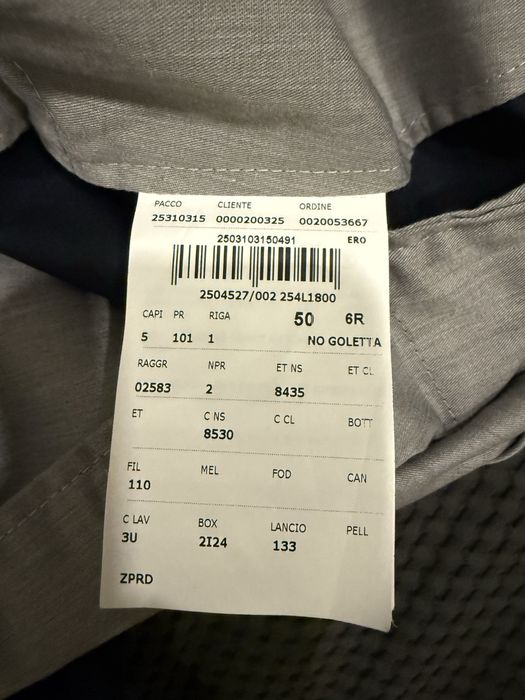 PACCO CLIENTE ORDINE
25310315 0000200325 0020053667
2503103150491 ERO
2504527/002 254L1800
CAPI PR RIGA 50 6R
5 101 1 NO GOLETTA
RAGGR NPR ET NS ET CL
02583 2 8435
ET C NS C CL BOTT
8530
FIL MEL FOD CAN
110
C LAV BOX LANCIO PELL
3U 2I24 133
ZPRD